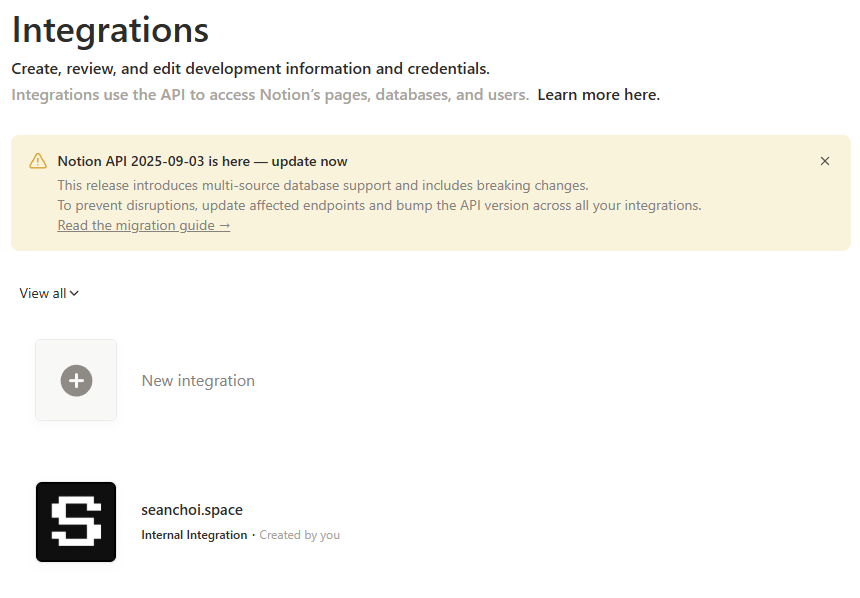 Integrations
Create, review, and edit development information and credentials.
Integrations use the API to access Notion’s pages, databases, and users. Learn more here.
Notion API 2025-09-03 is here — update now
This release introduces multi-source database support and includes breaking changes.
To prevent disruptions, update affected endpoints and bump the API version across all your integrations.
Read the migration guide →
View all
New integration
S
seanchoi.space
Internal Integration · Created by you